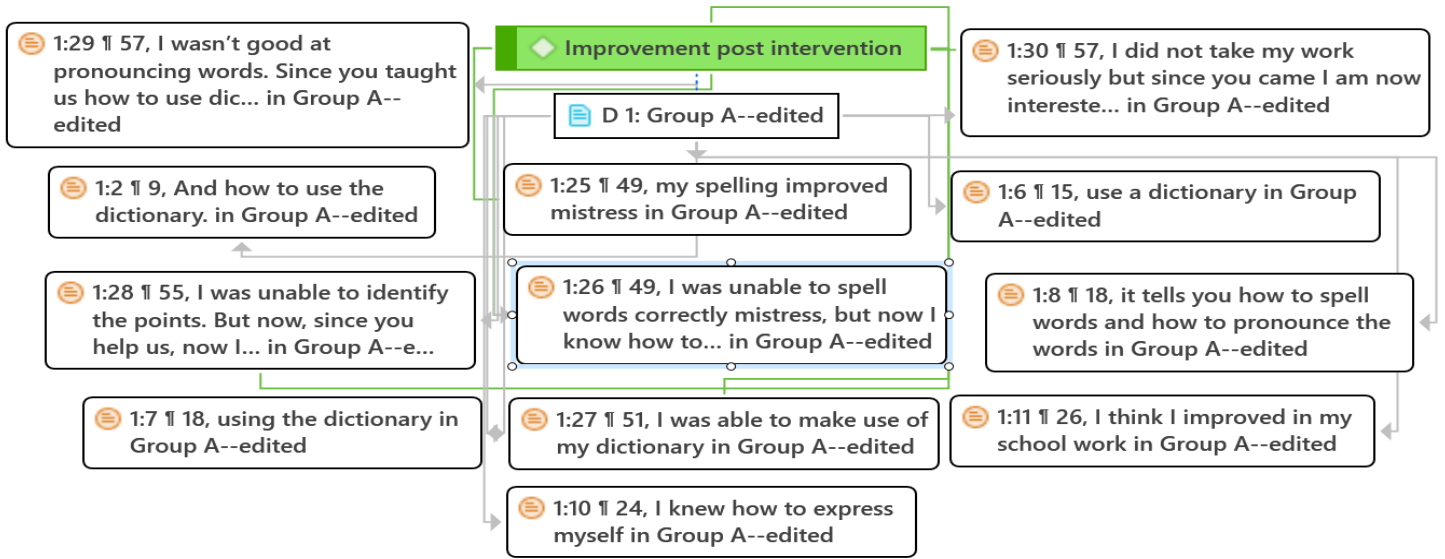 Improvement post intervention
D 1: Group A--edited
1:29 ¶ 57, I wasn’t good at
pronouncing words. Since you taught
us how to use dic... in Group A--
edited
1:30 ¶ 57, I did not take my work
seriously but since you came I am now
intereste... in Group A--edited
1:2 ¶ 9, And how to use the
dictionary. in Group A--edited
1:25 ¶ 49, my spelling improved
mistress in Group A--edited
1:6 ¶ 15, use a dictionary in Group
A--edited
1:28 ¶ 55, I was unable to identify
the points. But now, since you
help us, now I... in Group A--e...
1:26 ¶ 49, I was unable to spell
words correctly mistress, but now I
know how to... in Group A--edited
1:8 ¶ 18, it tells you how to spell
words and how to pronounce the
words in Group A--edited
1:7 ¶ 18, using the dictionary in
Group A--edited
1:27 ¶ 51, I was able to make use of
my dictionary in Group A--edited
1:11 ¶ 26, I think I improved in my
school work in Group A--edited
1:10 ¶ 24, I knew how to express
myself in Group A--edited